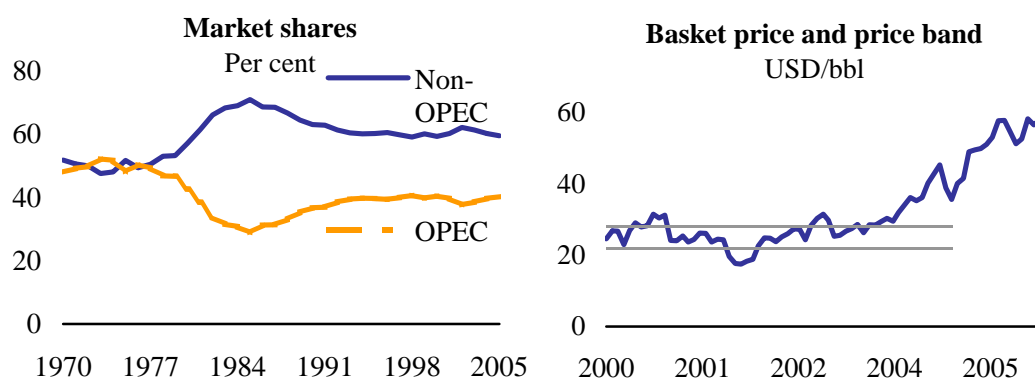 Market shares
Per cent
80
Non-
OPEC
60
40
OPEC
20
0
1970 1977 1984 1991 1998 2005
Basket price and price band
USD/bbl
60
40
20
0
2000 2001 2002 2004 2005